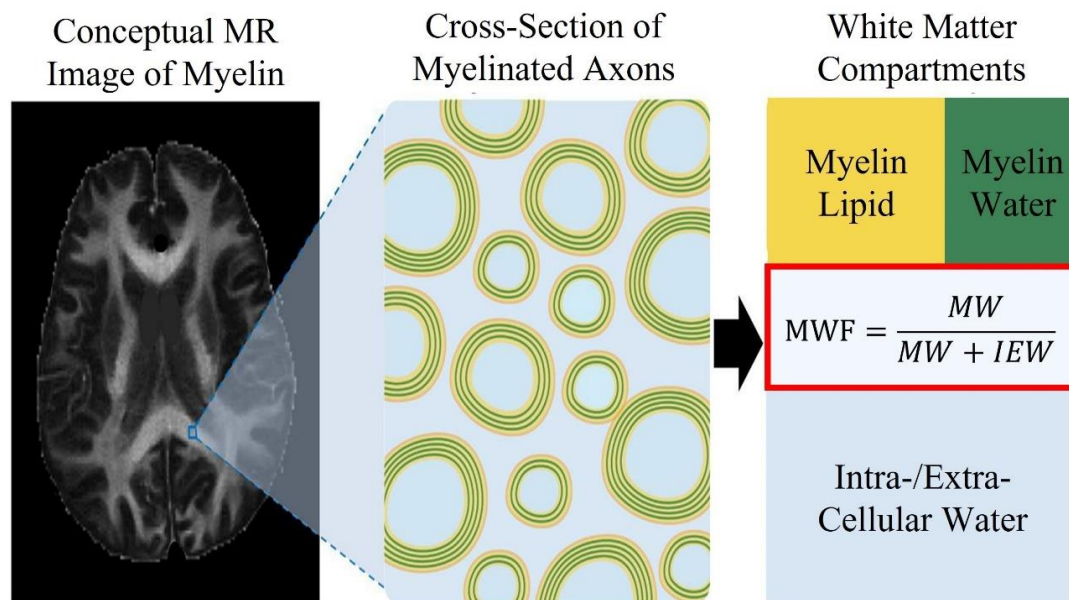 Conceptual MR
Image of Myelin
Cross-Section of
Myelinated Axons
White Matter
Compartments
Myelin
Lipid
Myelin
Water
MWF = MW / (MW + IEW)
Intra-/Extra-
Cellular Water